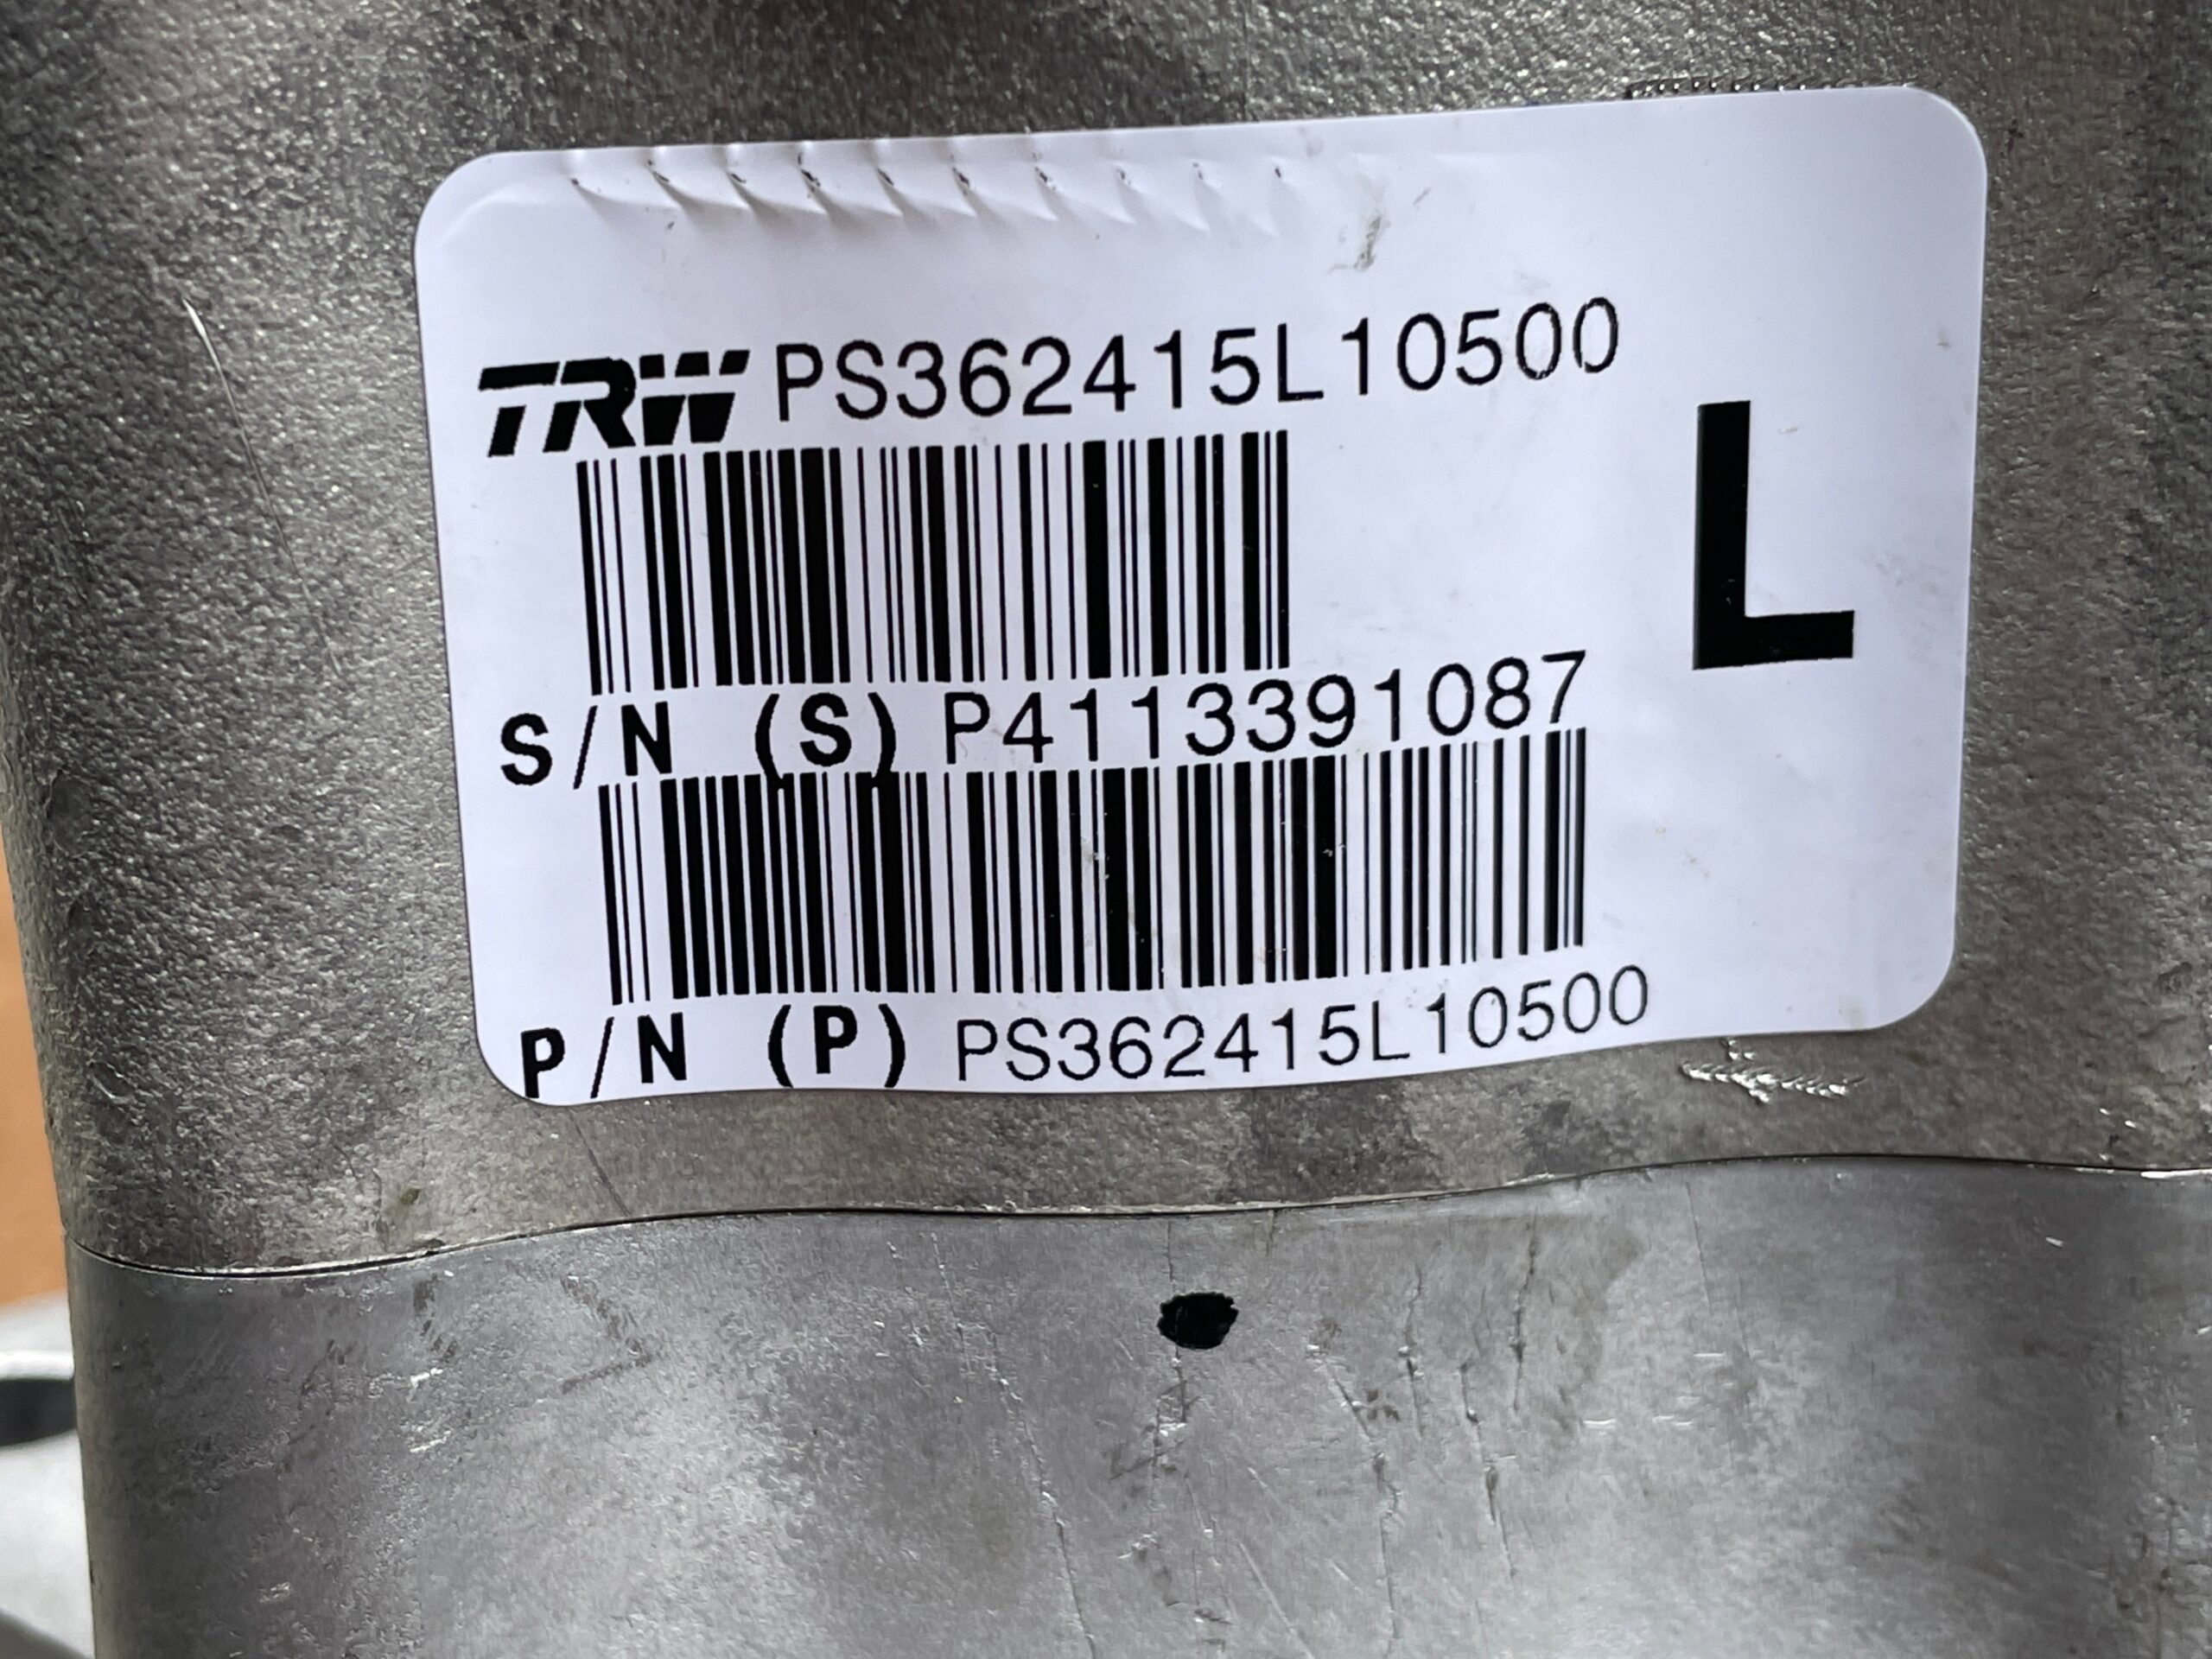 TRW PS362415L10500
L
S/N (S) P4113391087
P/N (P) PS362415L10500